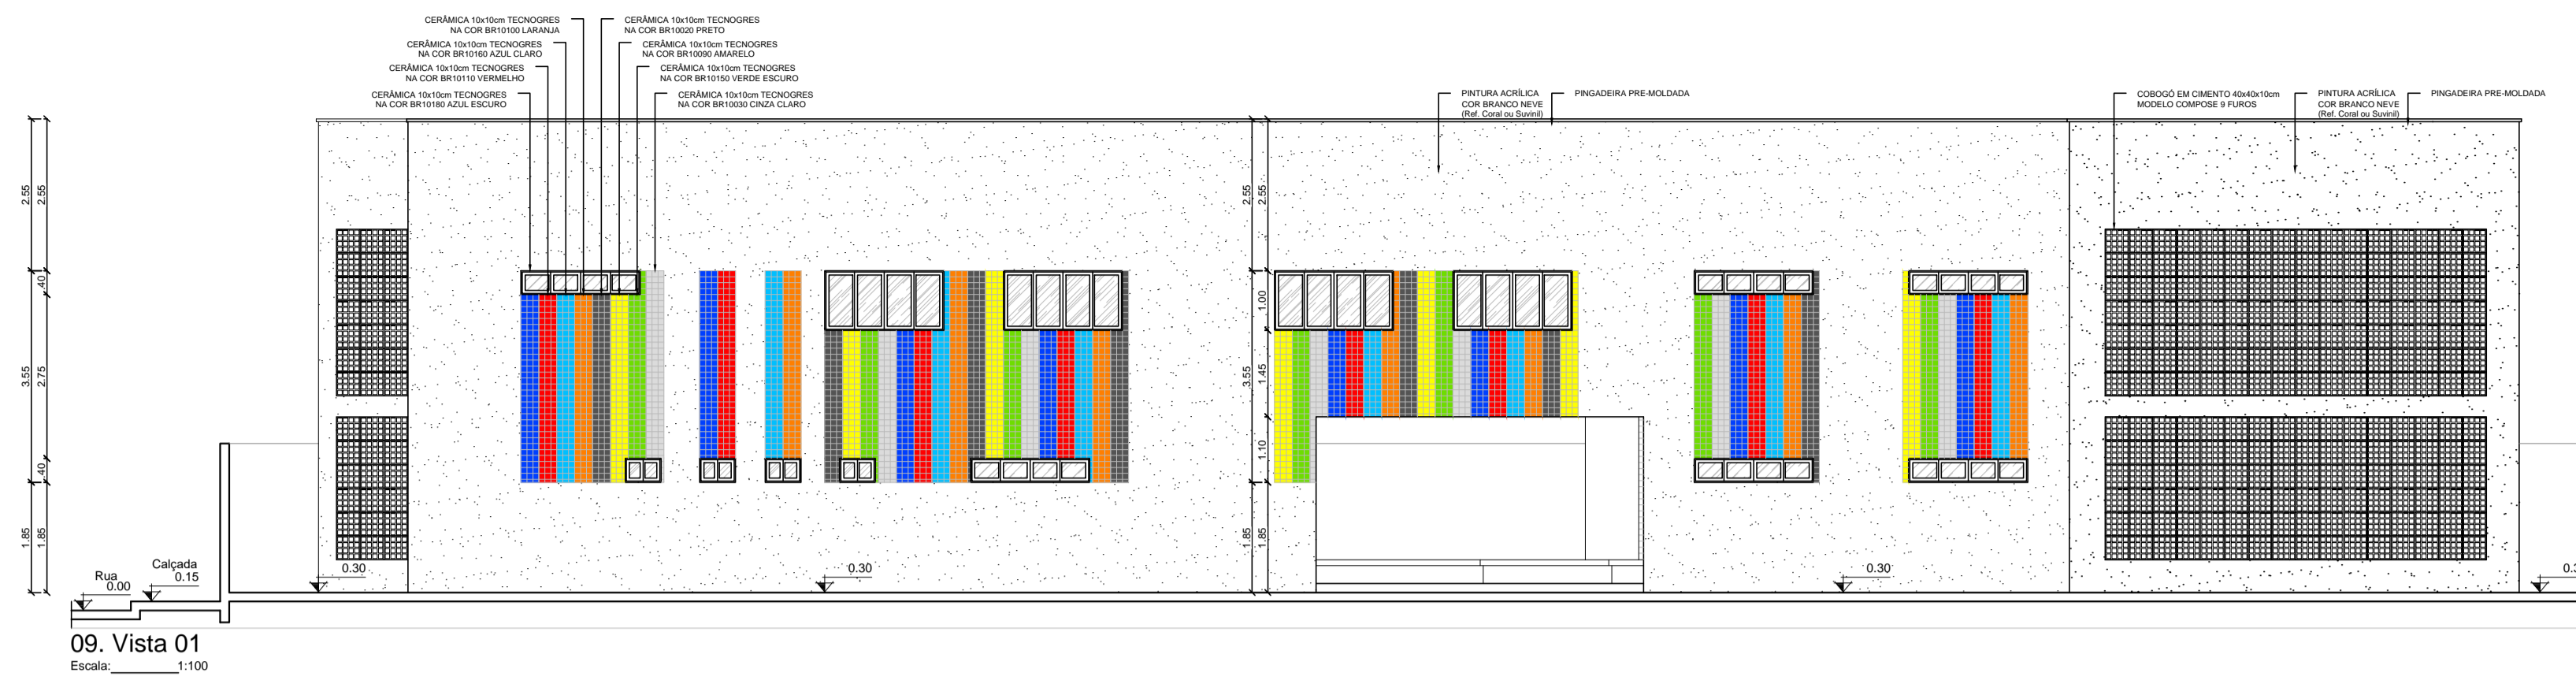 CERÂMICA 10x10cm TECNOGRES
NA COR BR10100 LARANJA
CERÂMICA 10x10cm TECNOGRES
NA COR BR10020 PRETO
CERÂMICA 10x10cm TECNOGRES
NA COR BR10160 AZUL CLARO
CERÂMICA 10x10cm TECNOGRES
NA COR BR10090 AMARELO
CERÂMICA 10x10cm TECNOGRES
NA COR BR10110 VERMELHO
CERÂMICA 10x10cm TECNOGRES
NA COR BR10150 VERDE ESCURO
CERÂMICA 10x10cm TECNOGRES
NA COR BR10180 AZUL ESCURO
CERÂMICA 10x10cm TECNOGRES
NA COR BR10030 CINZA CLARO
PINTURA ACRÍLICA
COR BRANCO NEVE
(Ref. Coral ou Suvinil)
PINGADEIRA PRE-MOLDADA
COBOGÓ EM CIMENTO 40x40x10cm
MODELO COMPOSE 9 FUROS
PINTURA ACRÍLICA
COR BRANCO NEVE
(Ref. Coral ou Suvinil)
PINGADEIRA PRE-MOLDADA
2.55
3.55
1.85
2.55
.40
2.75
.40
1.85
2.55
3.55
1.85
2.55
1.00
1.45
1.10
1.85
Rua
0.00
Calçada
0.15
0.30
0.30
0.30
09. Vista 01
Escala: 1:100